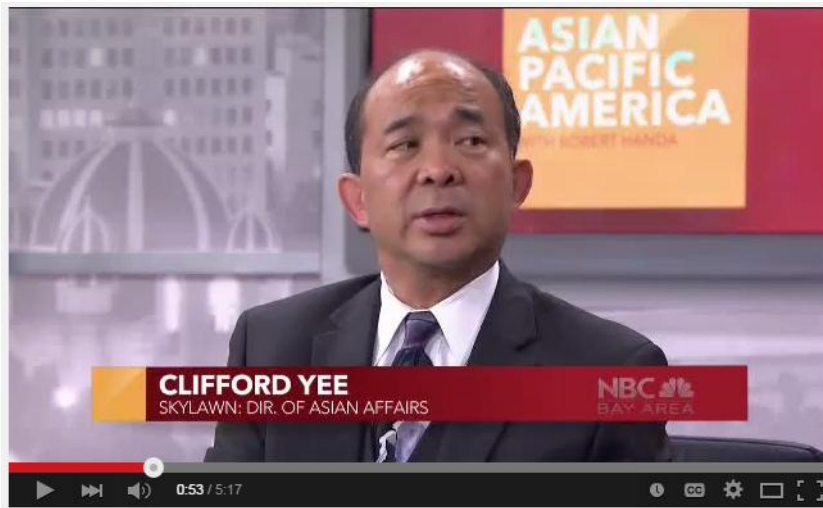 ASIAN
PACIFIC
AMERICA
WITH ROBERT HANDA
CLIFFORD YEE
SKYLAWN: DIR. OF ASIAN AFFAIRS
NBC
BAY AREA
0:53 / 5:17
CC